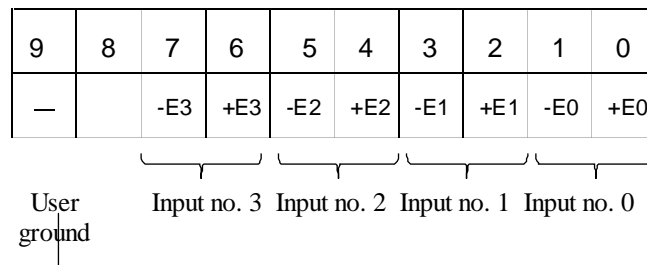 9 8 7 6 5 4 3 2 1 0
— -E3 +E3 -E2 +E2 -E1 +E1 -E0 +E0
User Input no. 3 Input no. 2 Input no. 1 Input no. 0
ground